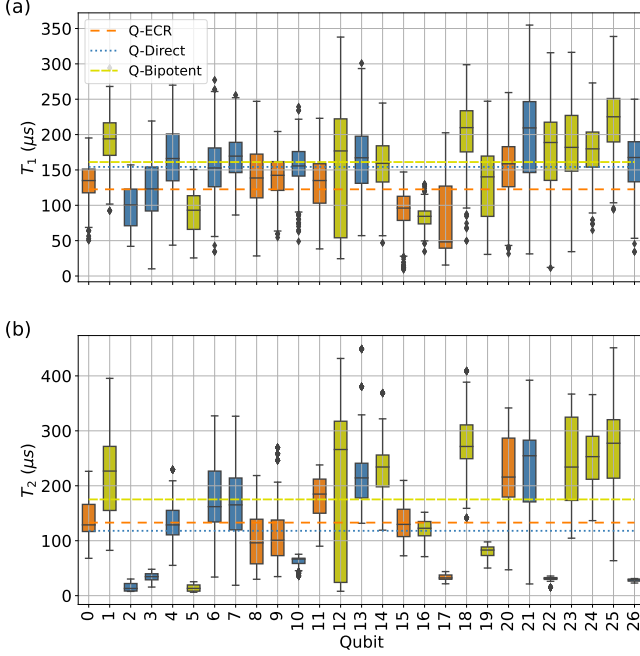 (a)
T₁ (μs)
350
300
250
200
150
100
50
0
Q-ECR
Q-Direct
Q-Bipotent
(b)
T₂ (μs)
400
300
200
100
0
0 1 2 3 4 5 6 7 8 9 10 11 12 13 14 15 16 17 18 19 20 21 22 23 24 25 26
Qubit